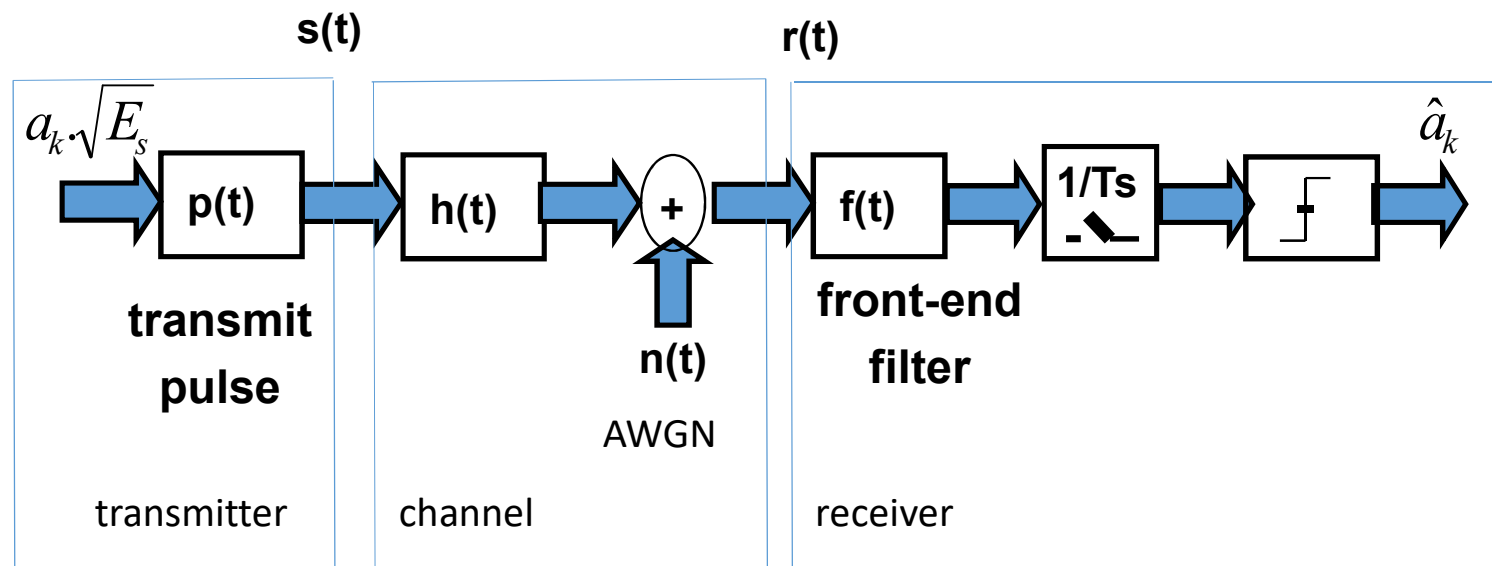 s(t)
r(t)
a_k.√E_s
p(t)
h(t)
+
f(t)
1/Ts
â_k
transmit
pulse
n(t)
AWGN
front-end
filter
transmitter
channel
receiver